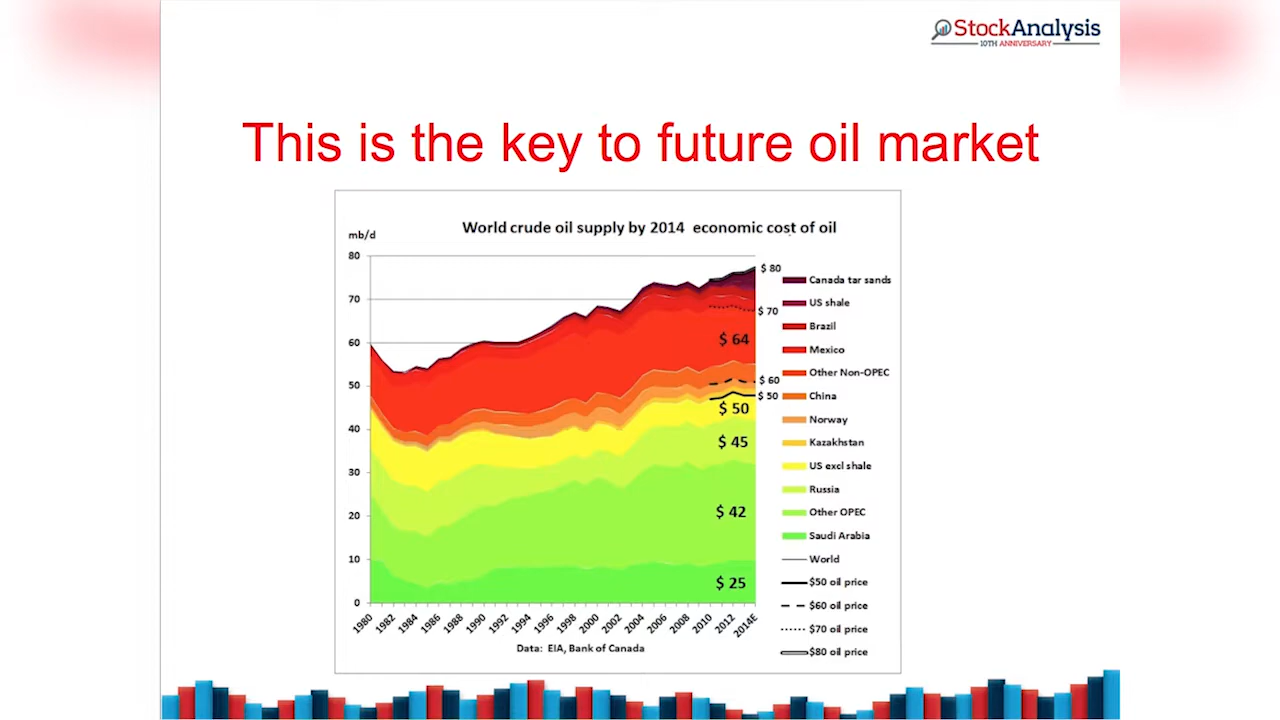 StockAnalysis
10TH ANNIVERSARY
This is the key to future oil market
World crude oil supply by 2014 economic cost of oil
mb/d
80
70
60
50
40
30
20
10
0
$ 80
$ 70
$ 64
$ 60
$ 50
$ 50
$ 45
$ 42
$ 25
Canada tar sands
US shale
Brazil
Mexico
Other Non-OPEC
China
Norway
Kazakhstan
US excl shale
Russia
Other OPEC
Saudi Arabia
World
$50 oil price
$60 oil price
$70 oil price
$80 oil price
1980
1982
1984
1986
1988
1990
1992
1994
1996
1998
2000
2002
2004
2006
2008
2010
2012
2014E
Data: EIA, Bank of Canada